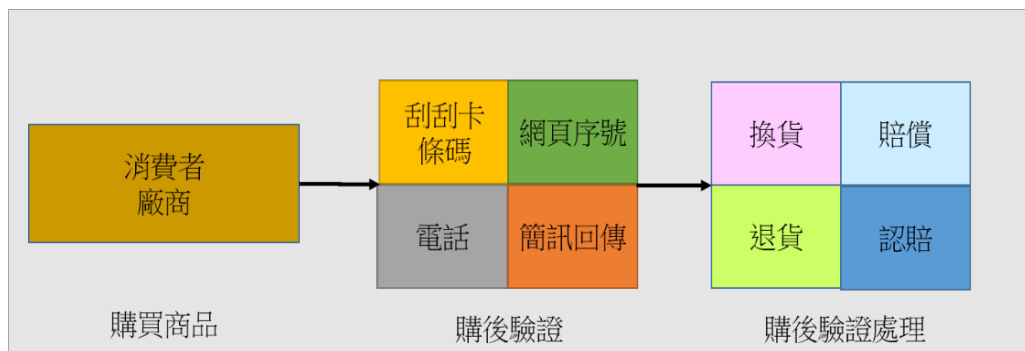 消費者
廠商
刮刮卡
條碼
網頁序號
電話
簡訊回傳
換貨
賠償
退貨
認賠
購買商品
購後驗證
購後驗證處理